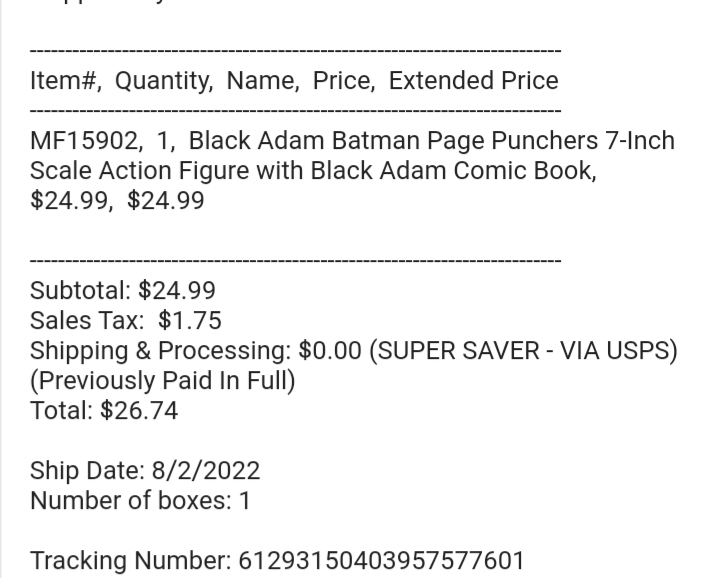 ------------------------------------------------------------------------
Item#,  Quantity,  Name,  Price,  Extended Price
------------------------------------------------------------------------
MF15902,  1,  Black Adam Batman Page Punchers 7-Inch
Scale Action Figure with Black Adam Comic Book,
$24.99,  $24.99
------------------------------------------------------------------------
Subtotal: $24.99
Sales Tax:  $1.75
Shipping & Processing: $0.00 (SUPER SAVER - VIA USPS)
(Previously Paid In Full)
Total: $26.74
Ship Date: 8/2/2022
Number of boxes: 1
Tracking Number: 61293150403957577601